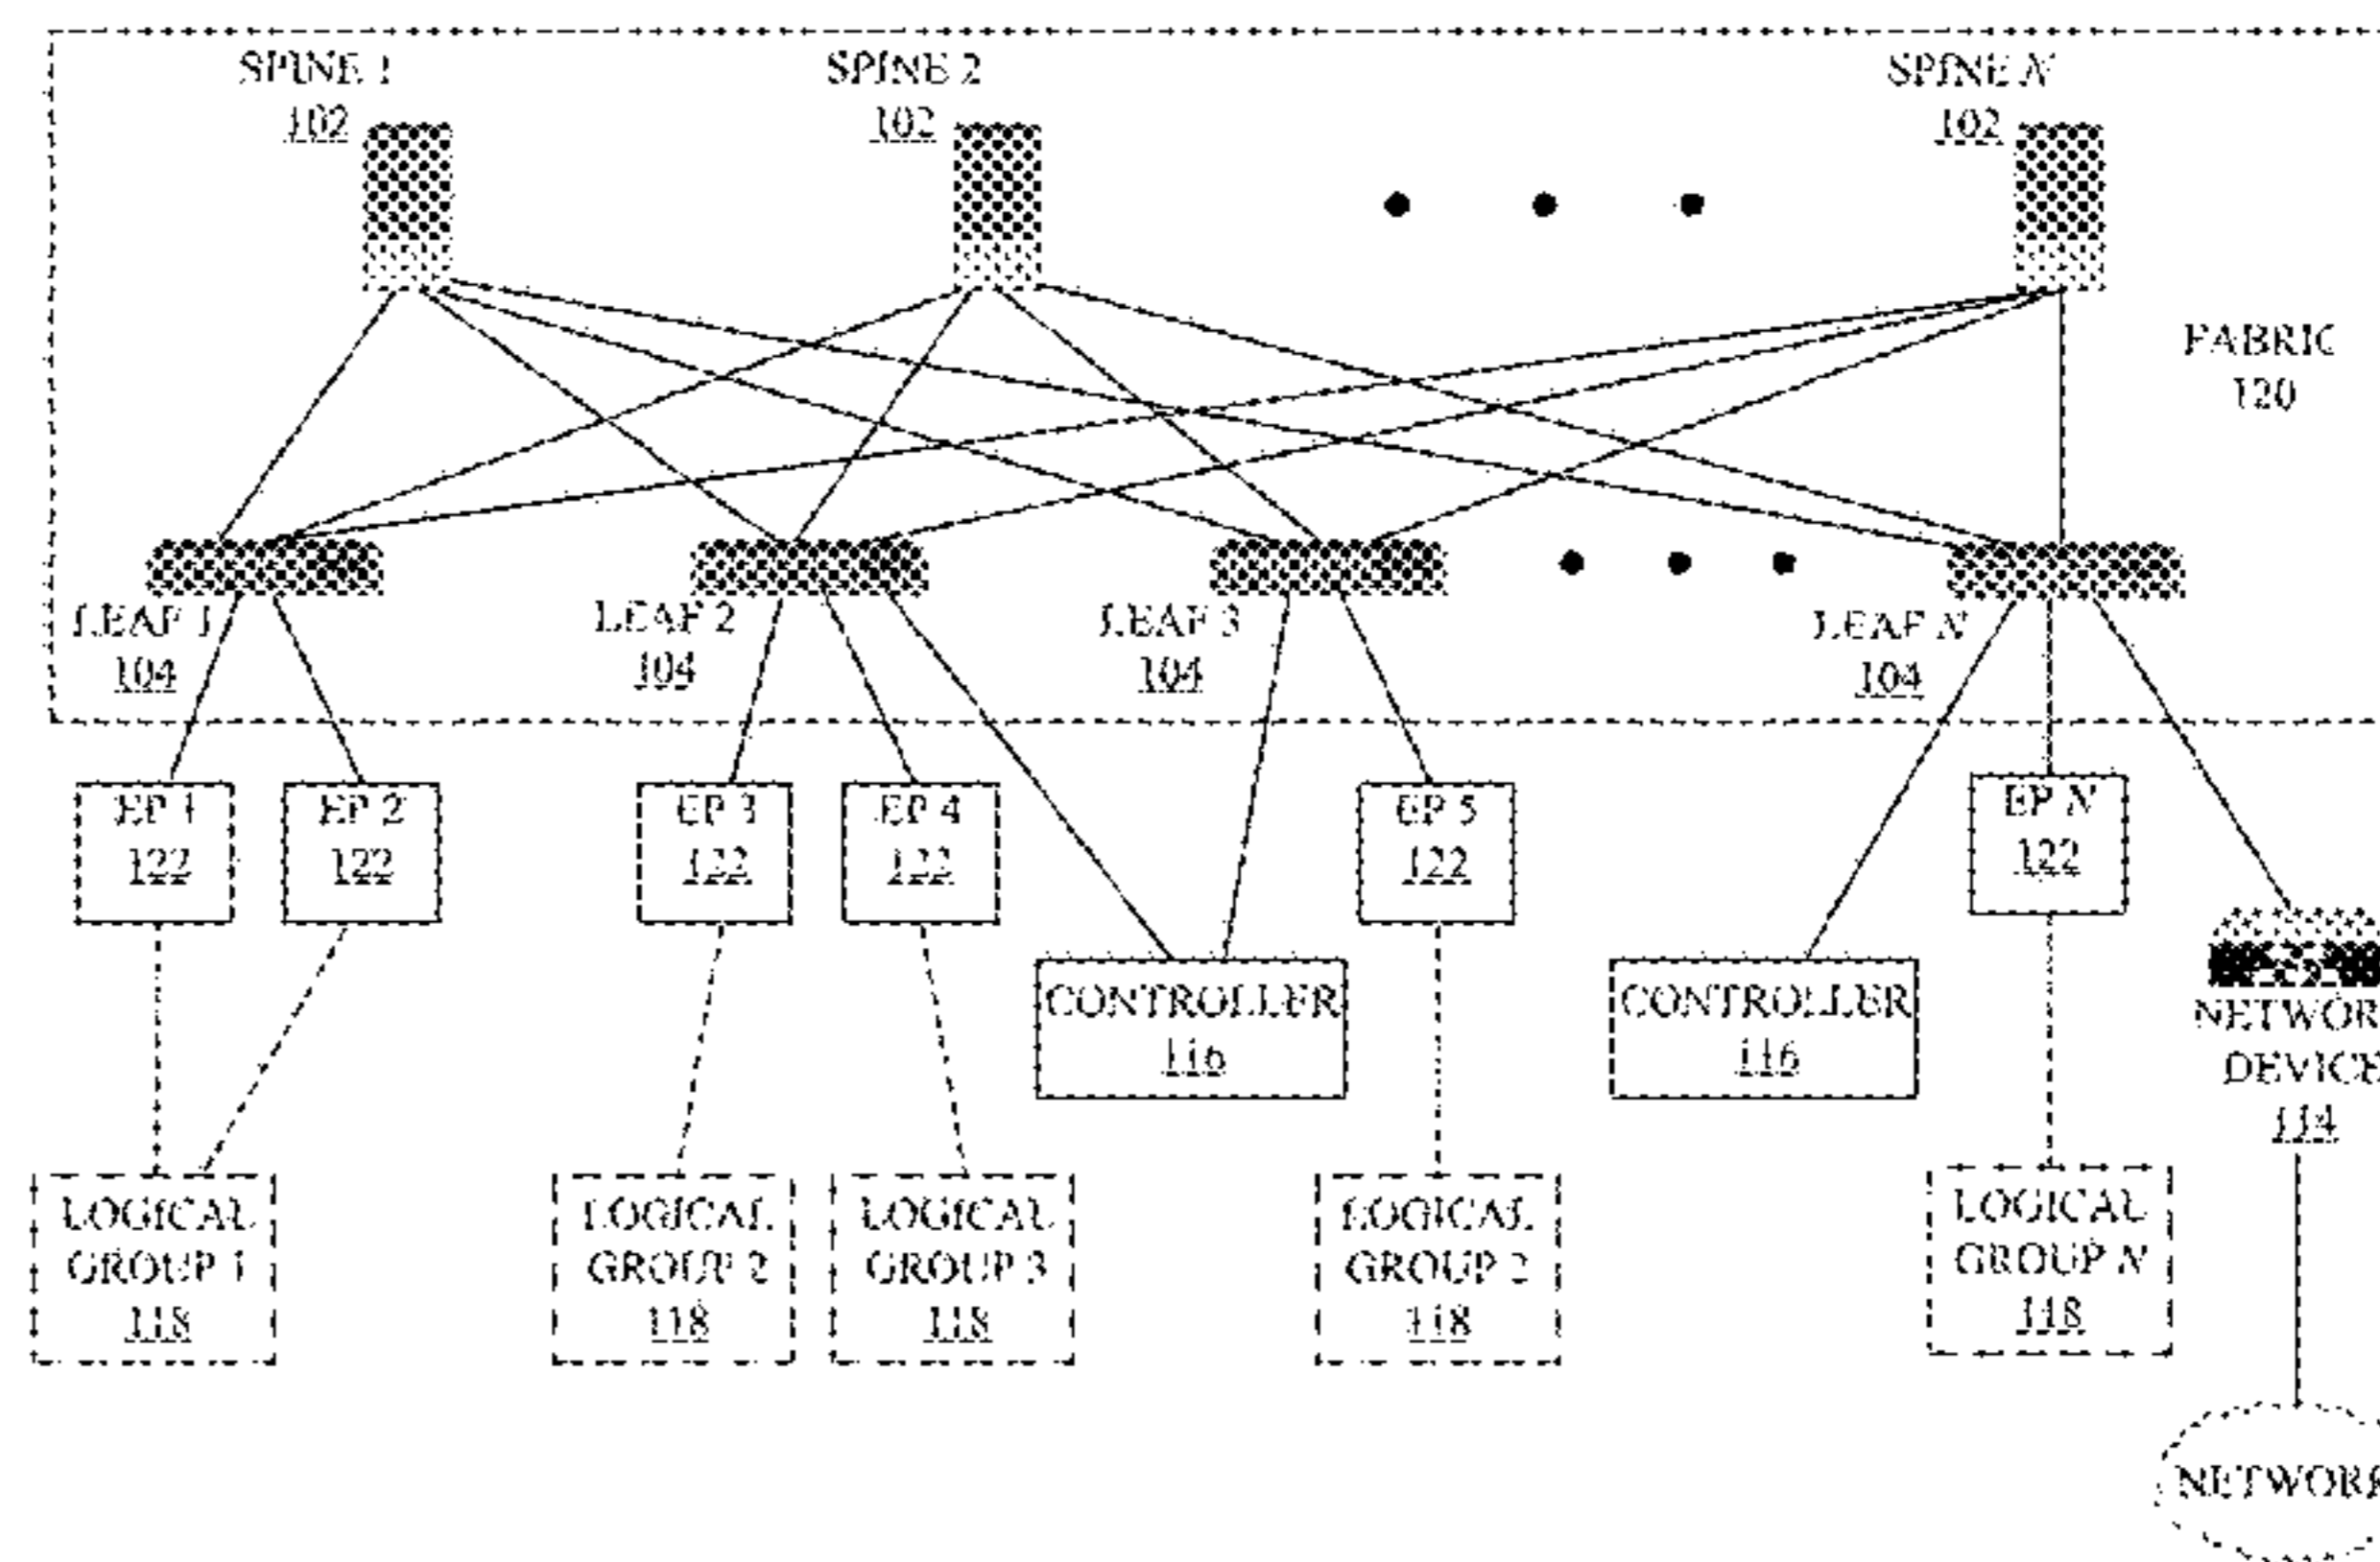 SPINE 1
102
SPINE 2
102
SPINE N
102
FABRIC
120
LEAF 1
104
LEAF 2
104
LEAF 3
104
LEAF N
104
EP 1
122
EP 2
122
EP 3
122
EP 4
122
EP 5
122
EP N
122
CONTROLLER
116
CONTROLLER
116
NETWOR
DEVICE
114
LOGICAL
GROUP 1
118
LOGICAL
GROUP 2
118
LOGICAL
GROUP 3
118
LOGICAL
GROUP 2
118
LOGICAL
GROUP N
118
NETWORK